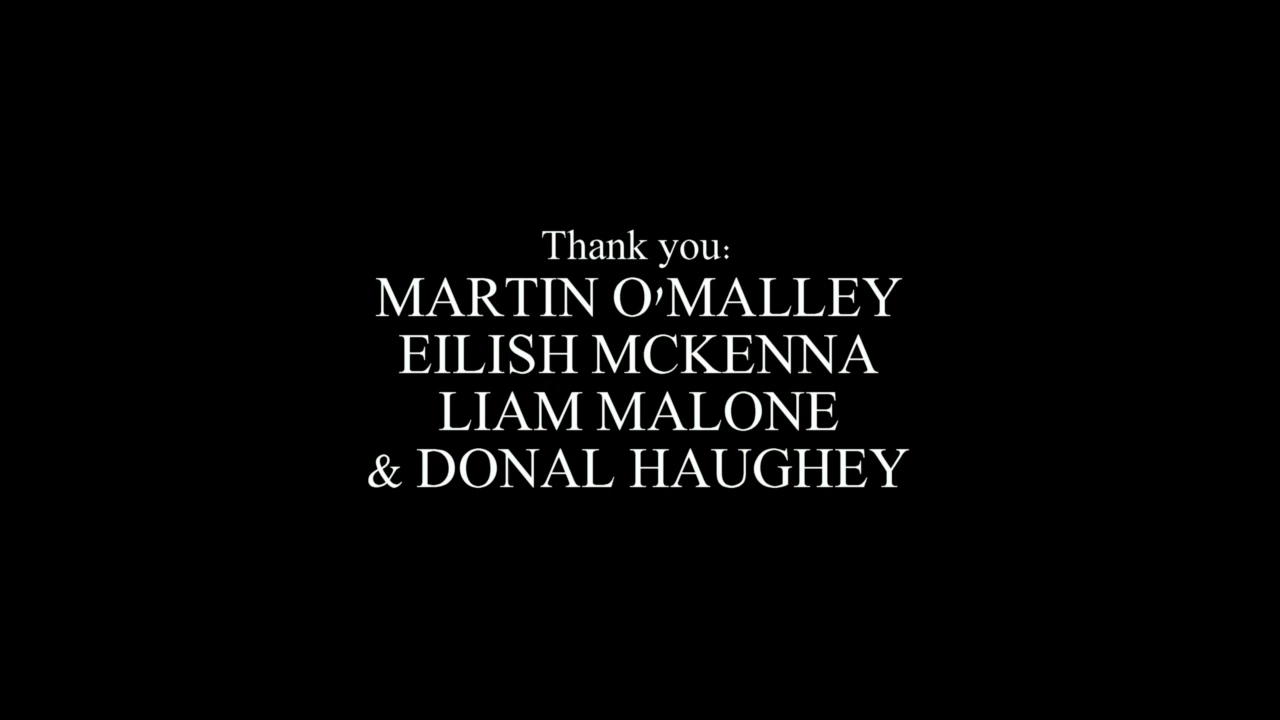 Thank you:
MARTIN O'MALLEY
EILISH MCKENNA
LIAM MALONE
& DONAL HAUGHEY